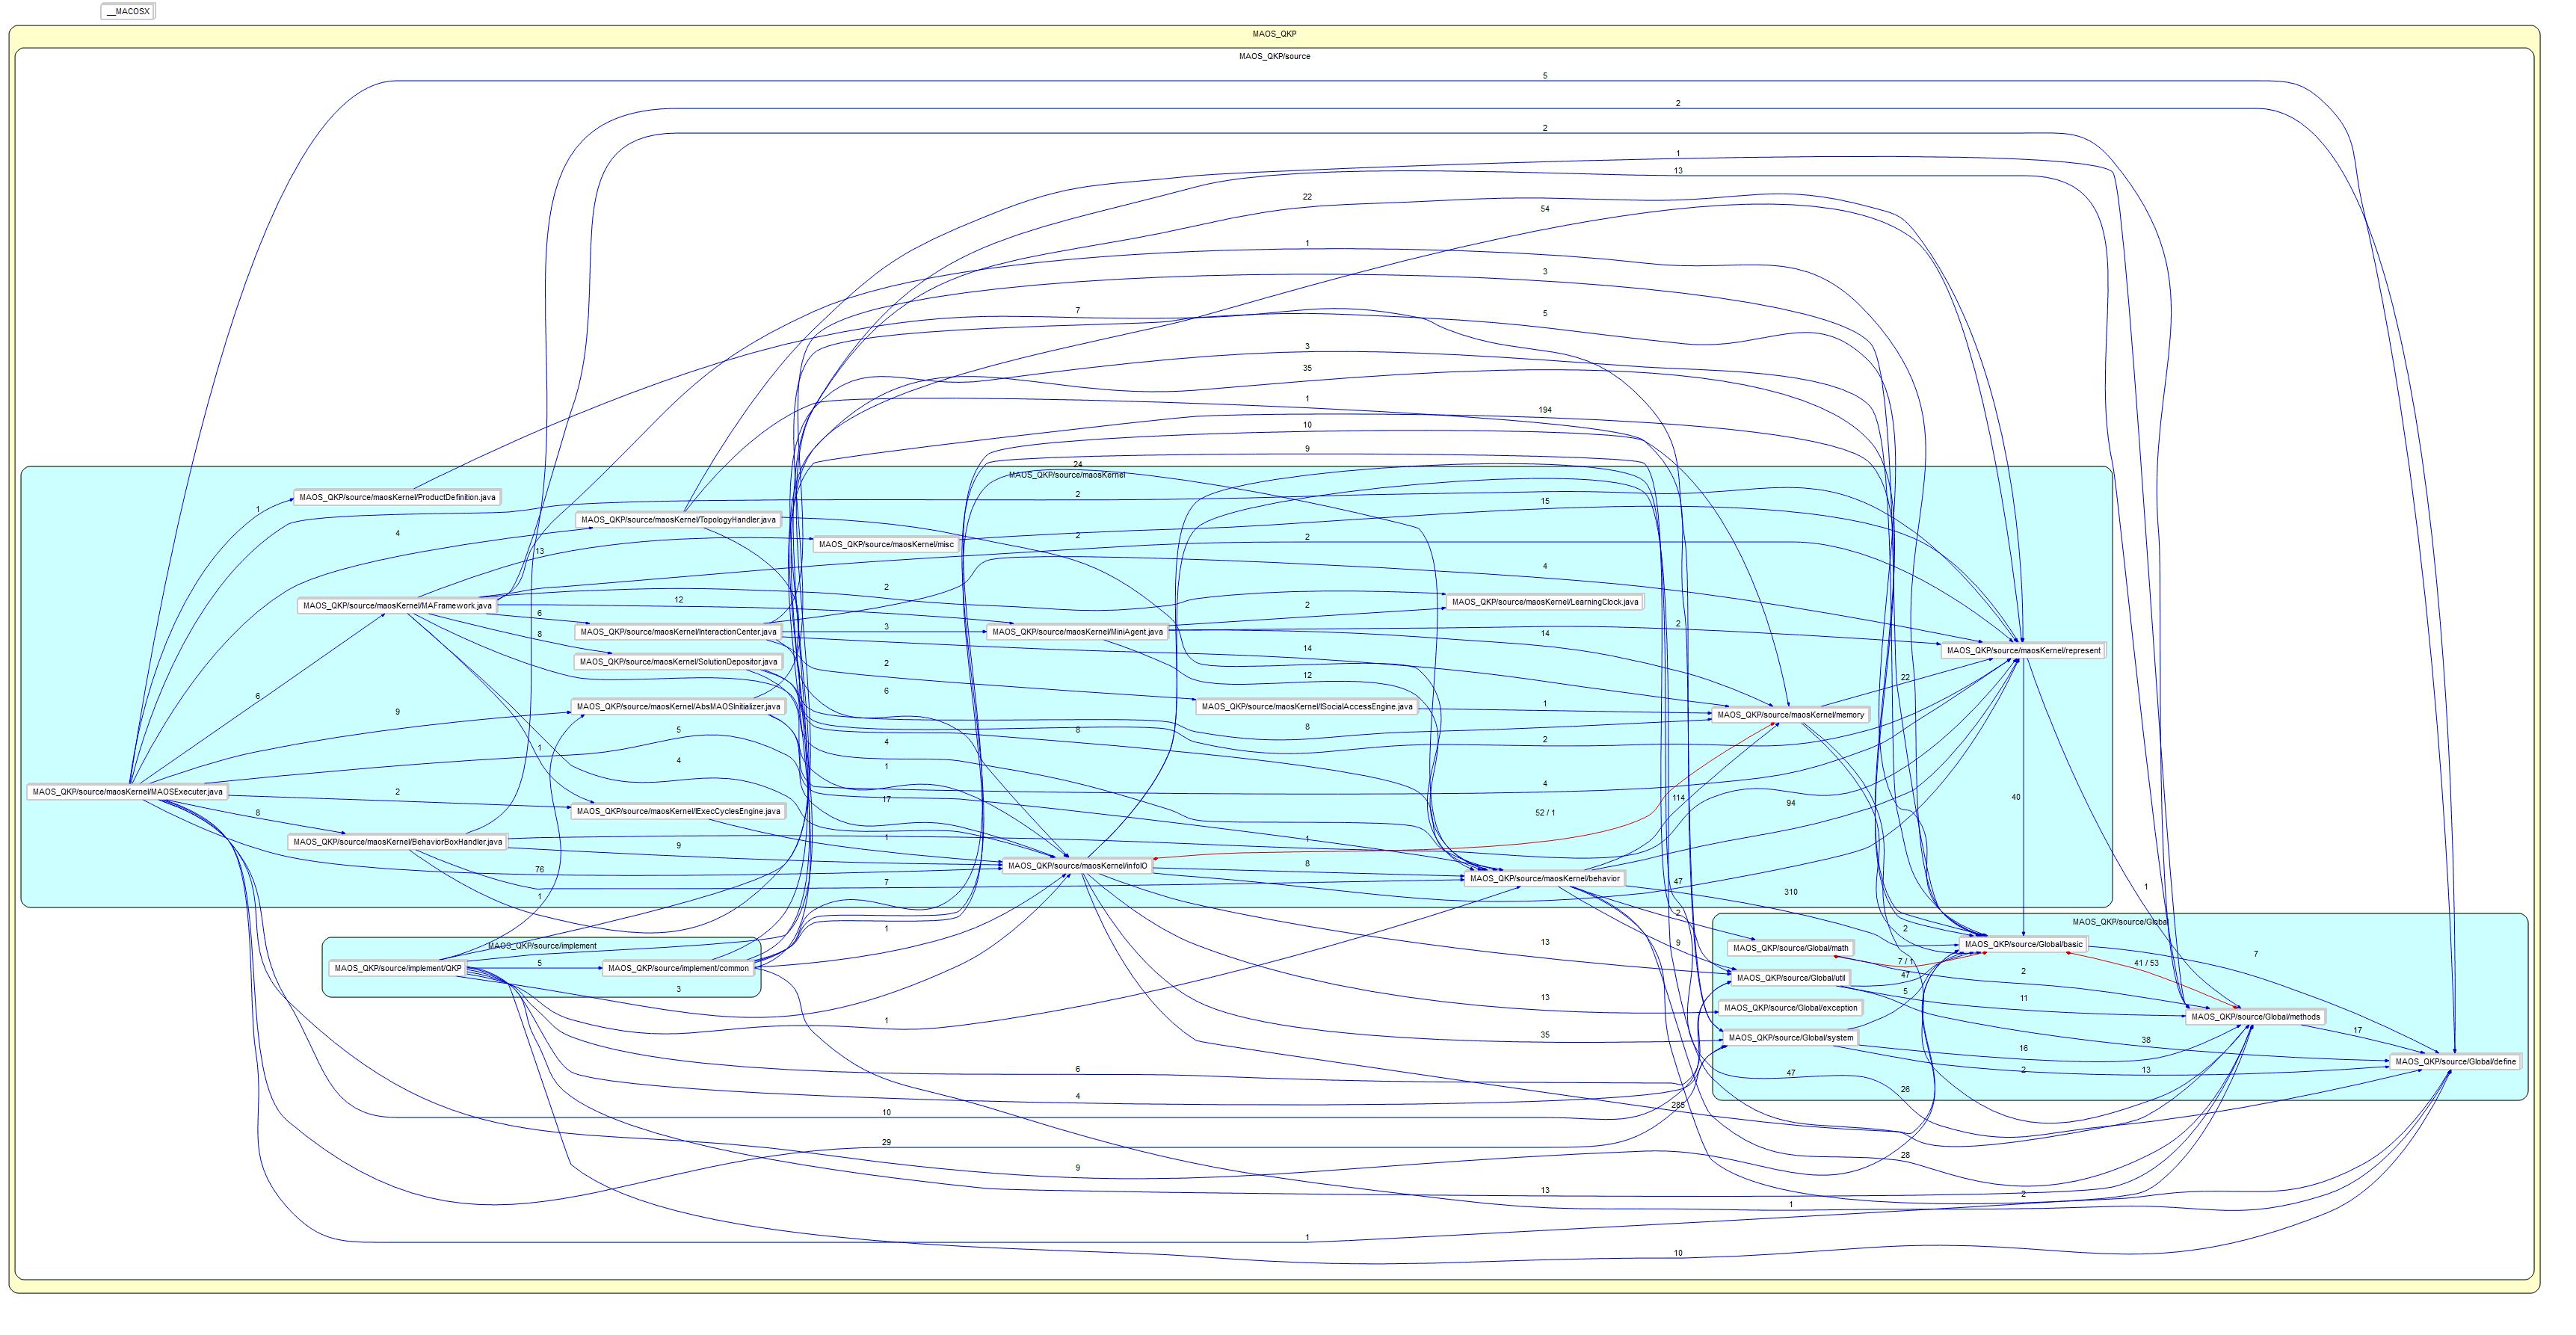 __MACOSX
MAOS_QKP
MAOS_QKP/source
5
2
2
1
13
22
54
1
3
7
5
3
35
1
194
10
9
24
MAOS_QKP/source/maosKernel
MAOS_QKP/source/maosKernel/ProductDefinition.java
2
15
1
MAOS_QKP/source/maosKernel/TopologyHandler.java
4
2
2
MAOS_QKP/source/maosKernel/misc
13
4
2
MAOS_QKP/source/maosKernel/MAFramework.java
12
MAOS_QKP/source/maosKernel/LearningClock.java
2
6
MAOS_QKP/source/maosKernel/InteractionCenter.java
3
MAOS_QKP/source/maosKernel/MiniAgent.java
2
8
14
14
MAOS_QKP/source/maosKernel/represent
MAOS_QKP/source/maosKernel/SolutionDepositor.java
2
12
22
6
6
MAOS_QKP/source/maosKernel/AbsMAOSInitializer.java
MAOS_QKP/source/maosKernel/ISocialAccessEngine.java
1
MAOS_QKP/source/maosKernel/memory
9
8
5
8
4
2
1
4
1
4
MAOS_QKP/source/maosKernel/MAOSExecuter.java
2
17
114
94
40
MAOS_QKP/source/maosKernel/IExecCyclesEngine.java
52 / 1
8
MAOS_QKP/source/maosKernel/BehaviorBoxHandler.java
1
1
9
MAOS_QKP/source/maosKernel/infoIO
8
76
7
MAOS_QKP/source/maosKernel/behavior
47
1
1
310
2
MAOS_QKP/source/Global
1
2
MAOS_QKP/source/implement
13
9
MAOS_QKP/source/Global/math
MAOS_QKP/source/Global/basic
7
5
MAOS_QKP/source/implement/QKP
MAOS_QKP/source/implement/common
7 / 1
41 / 53
47
2
MAOS_QKP/source/Global/util
3
5
13
11
MAOS_QKP/source/Global/exception
1
MAOS_QKP/source/Global/methods
17
35
MAOS_QKP/source/Global/system
16
38
MAOS_QKP/source/Global/define
6
47
2
13
4
26
285
10
29
28
9
13
2
1
1
10